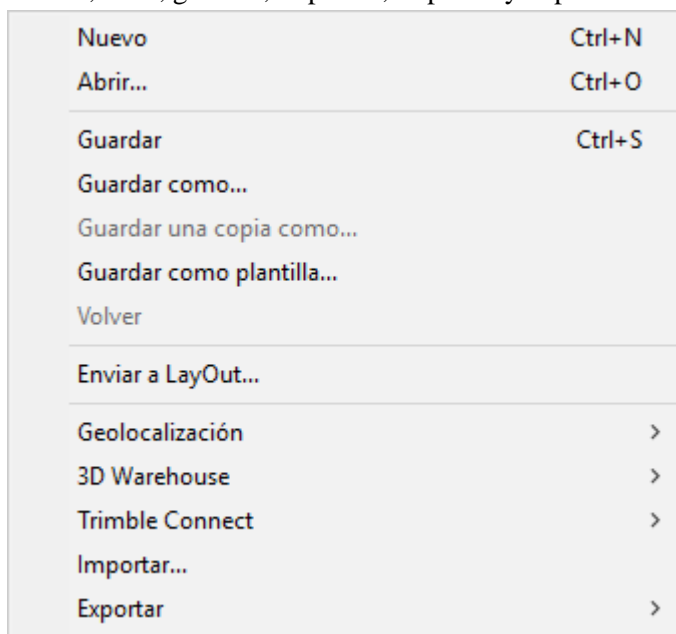 Nuevo Ctrl+N
Abrir... Ctrl+O
Guardar Ctrl+S
Guardar como...
Guardar una copia como...
Guardar como plantilla...
Volver
Enviar a LayOut...
Geolocalización >
3D Warehouse >
Trimble Connect >
Importar...
Exportar >